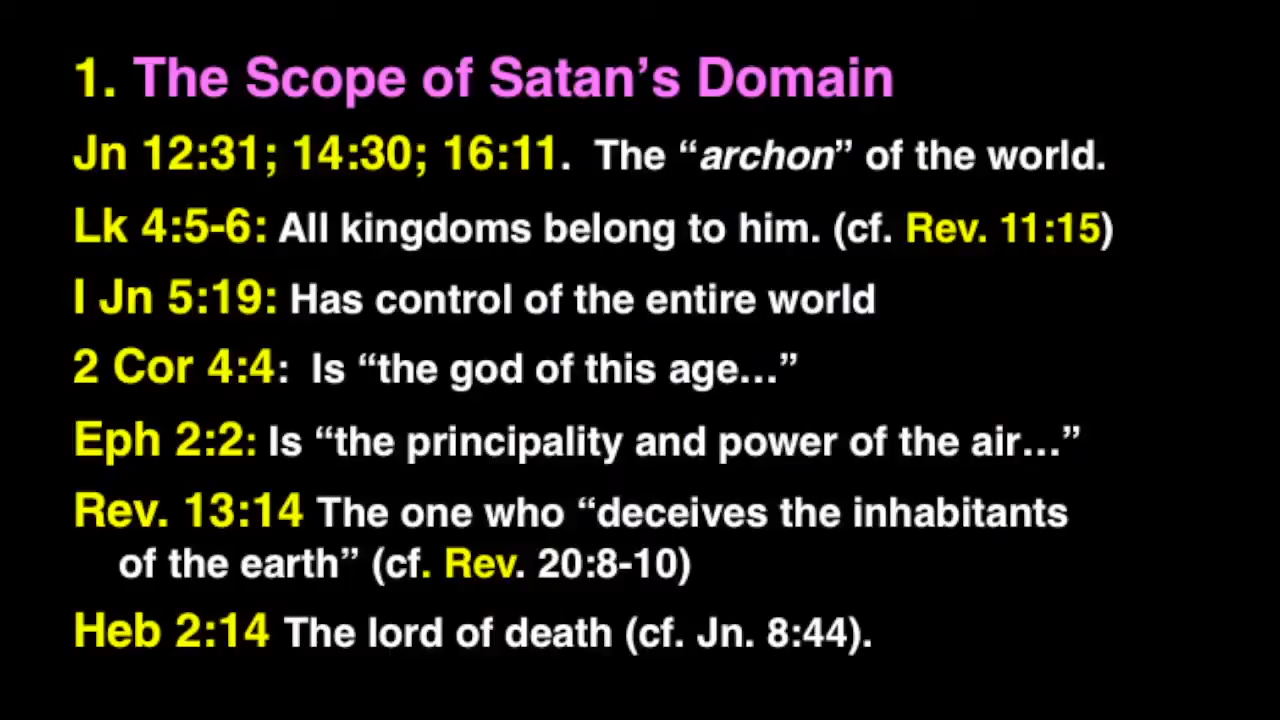 1. The Scope of Satan’s Domain
Jn 12:31; 14:30; 16:11.  The “archon” of the world.
Lk 4:5-6: All kingdoms belong to him. (cf. Rev. 11:15)
I Jn 5:19: Has control of the entire world
2 Cor 4:4:  Is “the god of this age…”
Eph 2:2: Is “the principality and power of the air…”
Rev. 13:14 The one who “deceives the inhabitants
of the earth” (cf. Rev. 20:8-10)
Heb 2:14 The lord of death (cf. Jn. 8:44).